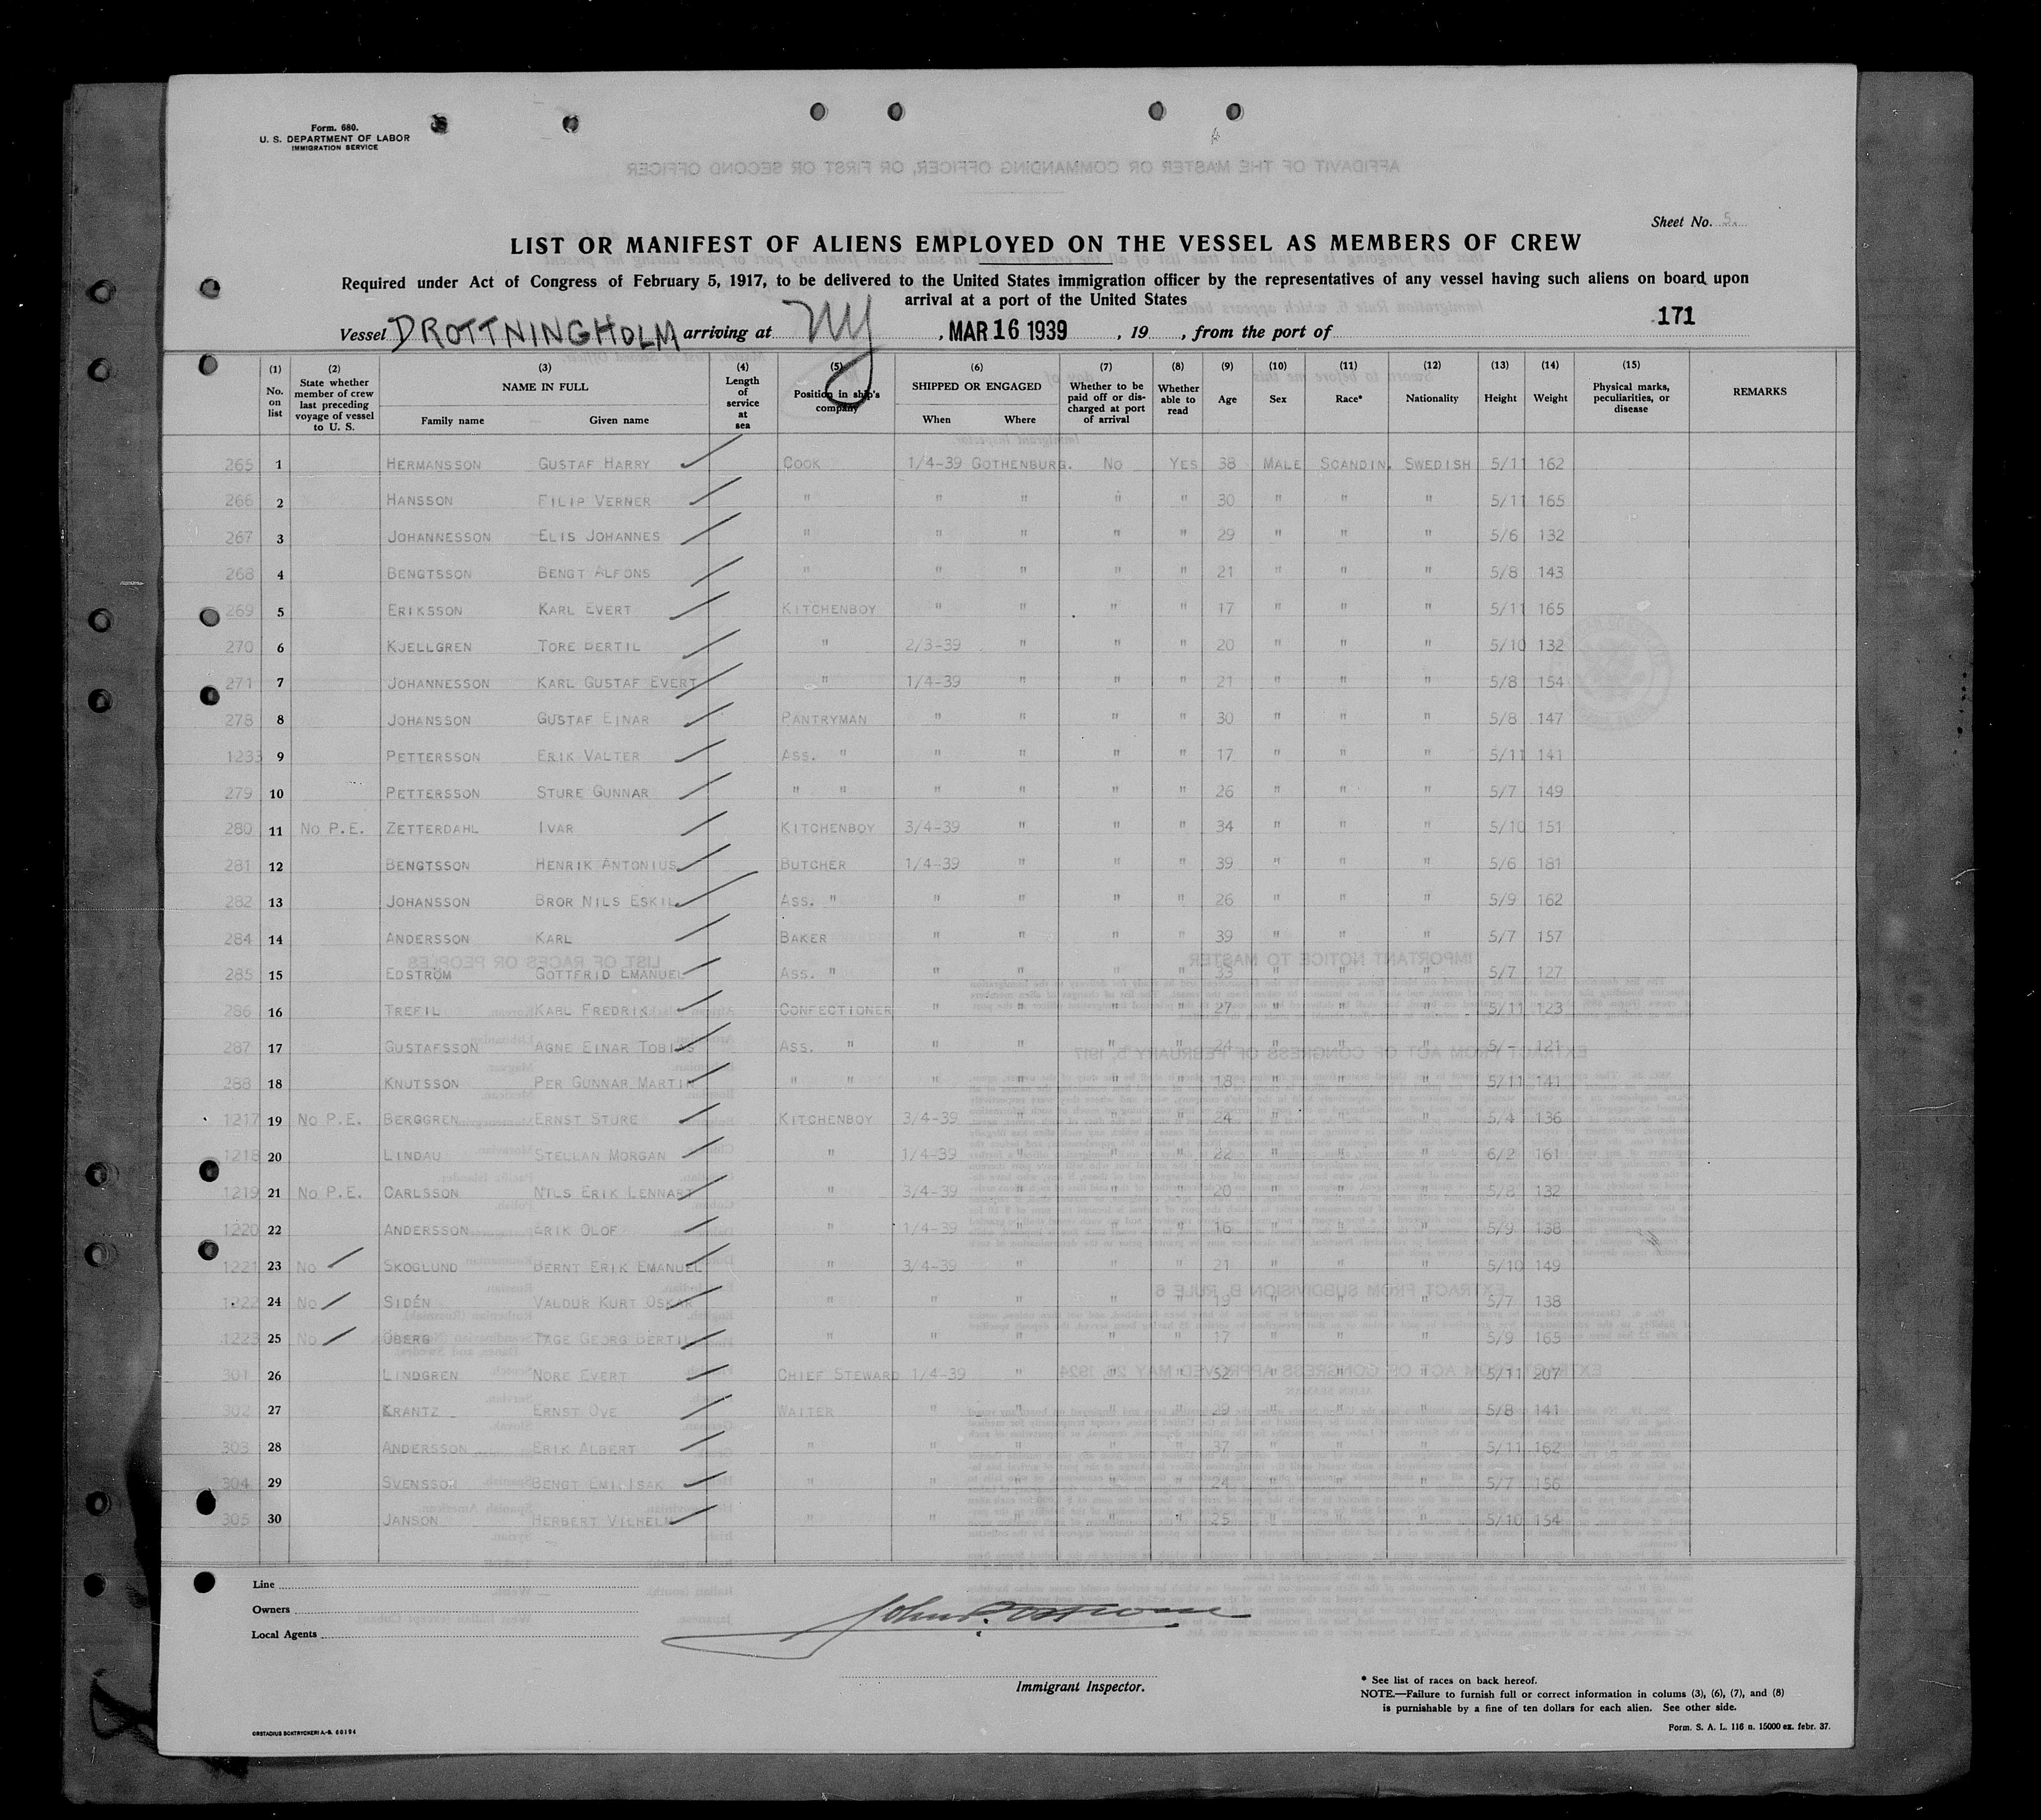 Form. 680.
U. S. DEPARTMENT OF LABOR
IMMIGRATION SERVICE
Sheet No. 5.
LIST OR MANIFEST OF ALIENS EMPLOYED ON THE VESSEL AS MEMBERS OF CREW
Required under Act of Congress of February 5, 1917, to be delivered to the United States immigration officer by the representatives of any vessel having such aliens on board upon
arrival at a port of the United States
171
Vessel DROTTNINGHOLM arriving at NY, MAR 16 1939, 19 , from the port of
(1) No. on list (2) State whether member of crew last preceding voyage of vessel to U. S. (3) NAME IN FULL Family name Given name (4) Length of service at sea (5) Position in ship's company (6) SHIPPED OR ENGAGED When Where (7) Whether to be paid off or discharged at port of arrival (8) Whether able to read (9) Age (10) Sex (11) Race* (12) Nationality (13) Height (14) Weight (15) Physical marks, peculiarities, or disease REMARKS
265 1 HERMANSSON GUSTAF HARRY COOK 1/4-39 GOTHENBURG. NO YES 38 MALE SCANDIN. SWEDISH 5/11 162
266 2 HANSSON FILIP VERNER " " " " " 30 " " " 5/11 165
267 3 JOHANNESSON ELIS JOHANNES " " " " " 29 " " " 5/6 132
268 4 BENGTSSON BENGT ALFONS " " " " " 21 " " " 5/8 143
269 5 ERIKSSON KARL EVERT KITCHENBOY " " " " 17 " " " 5/11 165
270 6 KJELLGREN TORE BERTIL " 2/3-39 " " " 20 " " " 5/10 132
271 7 JOHANNESSON KARL GUSTAF EVERT " 1/4-39 " " " 21 " " " 5/8 154
278 8 JOHANSSON GUSTAF EINAR PANTRYMAN " " " " 30 " " " 5/8 147
1233 9 PETTERSSON ERIK VALTER ASS. " " " " " 17 " " " 5/11 141
279 10 PETTERSSON STURE GUNNAR " " " " " " 26 " " " 5/7 149
280 11 NO P.E. ZETTERDAHL IVAR KITCHENBOY 3/4-39 " " " 34 " " " 5/10 151
281 12 BENGTSSON HENRIK ANTONIUS BUTCHER 1/4-39 " " " 39 " " " 5/6 181
282 13 JOHANSSON BROR NILS ESKIL ASS. " " " " " 26 " " " 5/9 162
284 14 ANDERSSON KARL BAKER " " " " 39 " " " 5/7 157
285 15 EDSTRÖM GOTTFRID EMANUEL ASS. " " " " " 33 " " " 5/7 127
286 16 TREFIL KARL FREDRIK CONFECTIONER " " " " 27 " " " 5/11 123
287 17 GUSTAFSSON AGNE EINAR TOBIAS ASS. " " " " " 24 " " " 5/- 121
288 18 KNUTSSON PER GUNNAR MARTIN " " " " " " 18 " " " 5/11 141
1217 19 NO P.E. BERGGREN ERNST STURE KITCHENBOY 3/4-39 " " " 24 " " " 5/4 136
1218 20 LINDAU STELLAN MORGAN " 1/4-39 " " " 22 " " " 6/2 161
1219 21 NO P.E. CARLSSON NILS ERIK LENNART " 3/4-39 " " " 20 " " " 5/8 132
1220 22 ANDERSSON ERIK OLOF " 1/4-39 " " " 16 " " " 5/9 138
1221 23 NO SKOGLUND BERNT ERIK EMANUEL " 3/4-39 " " " 21 " " " 5/10 149
1222 24 NO SIDÉN VALDUR KURT OSKAR " " " " " 19 " " " 5/7 138
1223 25 NO ÖBERG TAGE GEORG BERTIL " " " " " 17 " " " 5/9 165
301 26 LINDGREN NORE EVERT CHIEF STEWARD 1/4-39 " " " 52 " " " 5/11 207
302 27 KRANTZ ERNST OVE WAITER " " " " 29 " " " 5/8 141
303 28 ANDERSSON ERIK ALBERT " " " " " 37 " " " 5/11 162
304 29 SVENSSON BENGT EMIL ISAK " " " " " 24 " " " 5/7 156
305 30 JANSON HERBERT VILHELM " " " " " 25 " " " 5/10 154
Line
Owners
Local Agents
Immigrant Inspector.
* See list of races on back hereof.
NOTE.—Failure to furnish full or correct information in colums (3), (6), (7), and (8)
is punishable by a fine of ten dollars for each alien. See other side.
ORSTADIUS BOKTRYCKERI A.-B. 60194
Form. S. A. L. 116 n. 15000 ex. febr. 37.